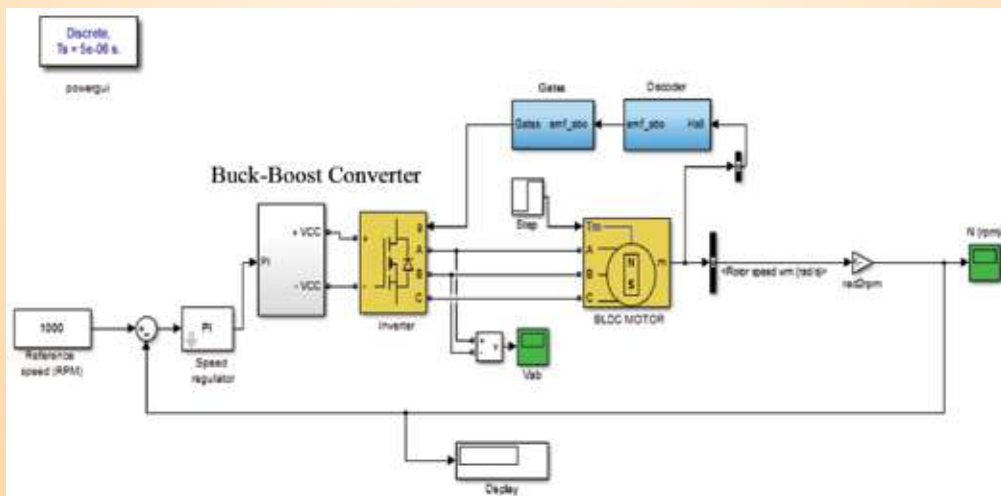 Discrete,
Ts = 5e-06 s.
powergui
Gates
Decoder
Gates emf_abc
emf_abc Hall
Buck-Boost Converter
PI
+ VCC
- VCC
+
-
g
A
B
C
Inverter
Step
Tm
A
B
C
N
S
m
BLDC MOTOR
<Rotor speed wm (rad/s)>
rad2rpm
N (rpm)
1000
Reference
speed (RPM)
PI
Speed
regulator
+
-
v
Vab
Display